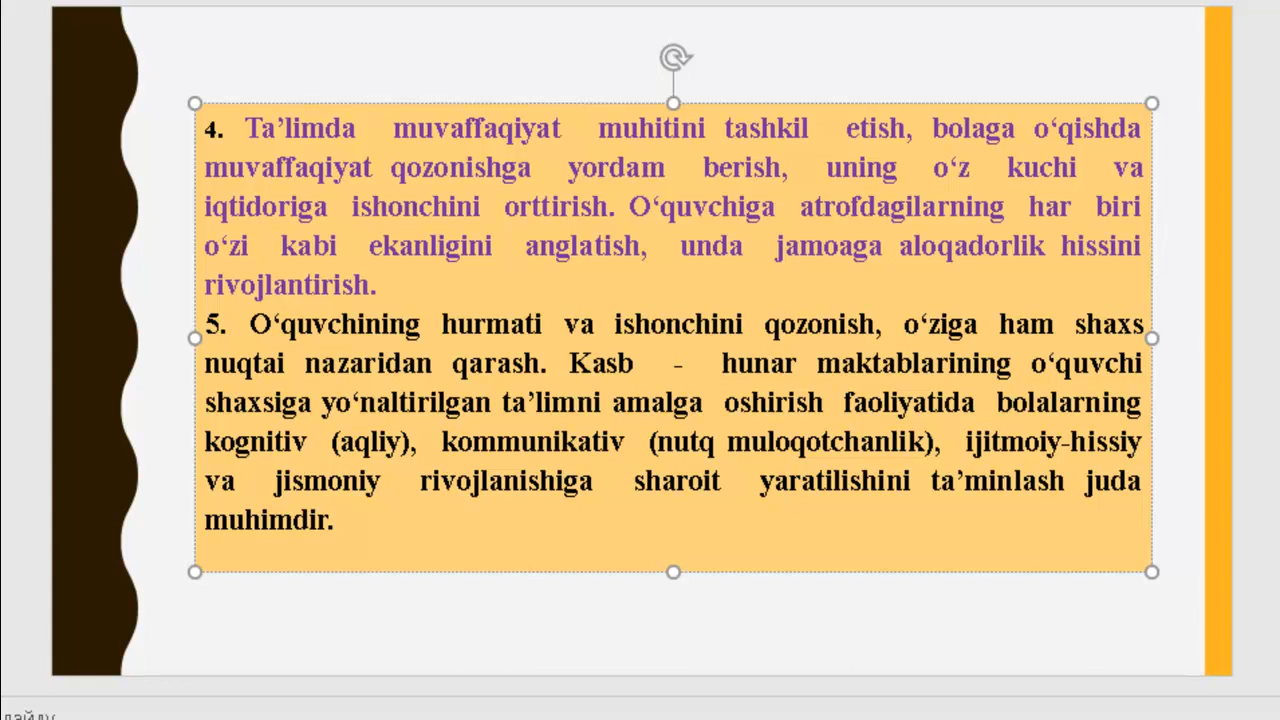 4. Ta’limda muvaffaqiyat muhitini tashkil etish, bolaga o‘qishda
muvaffaqiyat qozonishga yordam berish, uning o‘z kuchi va
iqtidoriga ishonchini orttirish. O‘quvchiga atrofdagilarning har biri
o‘zi kabi ekanligini anglatish, unda jamoaga aloqadorlik hissini
rivojlantirish.
5. O‘quvchining hurmati va ishonchini qozonish, o‘ziga ham shaxs
nuqtai nazaridan qarash. Kasb - hunar maktablarining o‘quvchi
shaxsiga yo‘naltirilgan ta’limni amalga oshirish faoliyatida bolalarning
kognitiv (aqliy), kommunikativ (nutq muloqotchanlik), ijitmoiy-hissiy
va jismoniy rivojlanishiga sharoit yaratilishini ta’minlash juda
muhimdir.